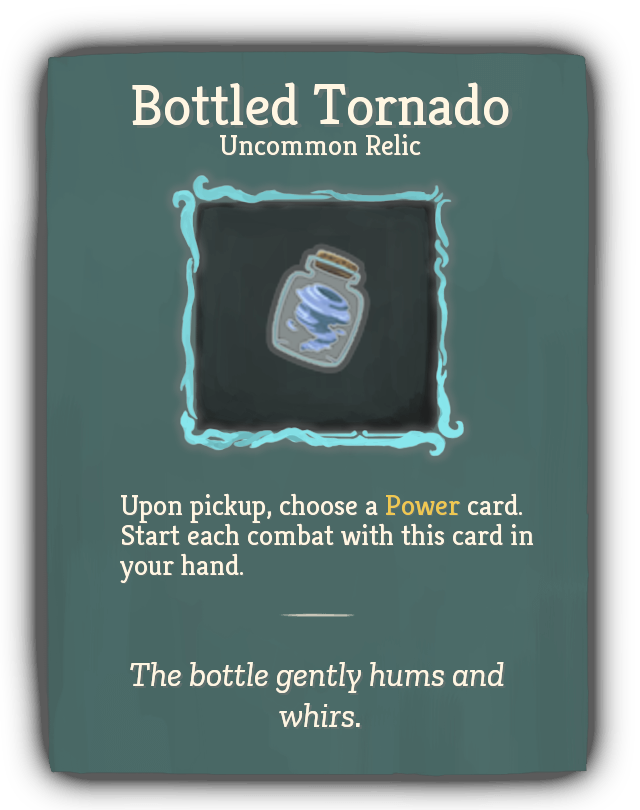 Bottled Tornado
Uncommon Relic
Upon pickup, choose a Power card.
Start each combat with this card in
your hand.
The bottle gently hums and
whirs.